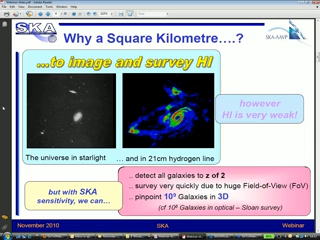 SKA
Why a Square Kilometre....?
SKA-AAVP
...to image and survey HI
however
HI is very weak!
The universe in starlight
... and in 21cm hydrogen line
but with SKA
sensitivity, we can...
.. detect all galaxies to z of 2
.. survey very quickly due to huge Field-of-View (FoV)
.. pinpoint 10⁹ Galaxies in 3D
(cf 10⁶ Galaxies in optical – Sloan survey)
November 2010
SKA
Webinar